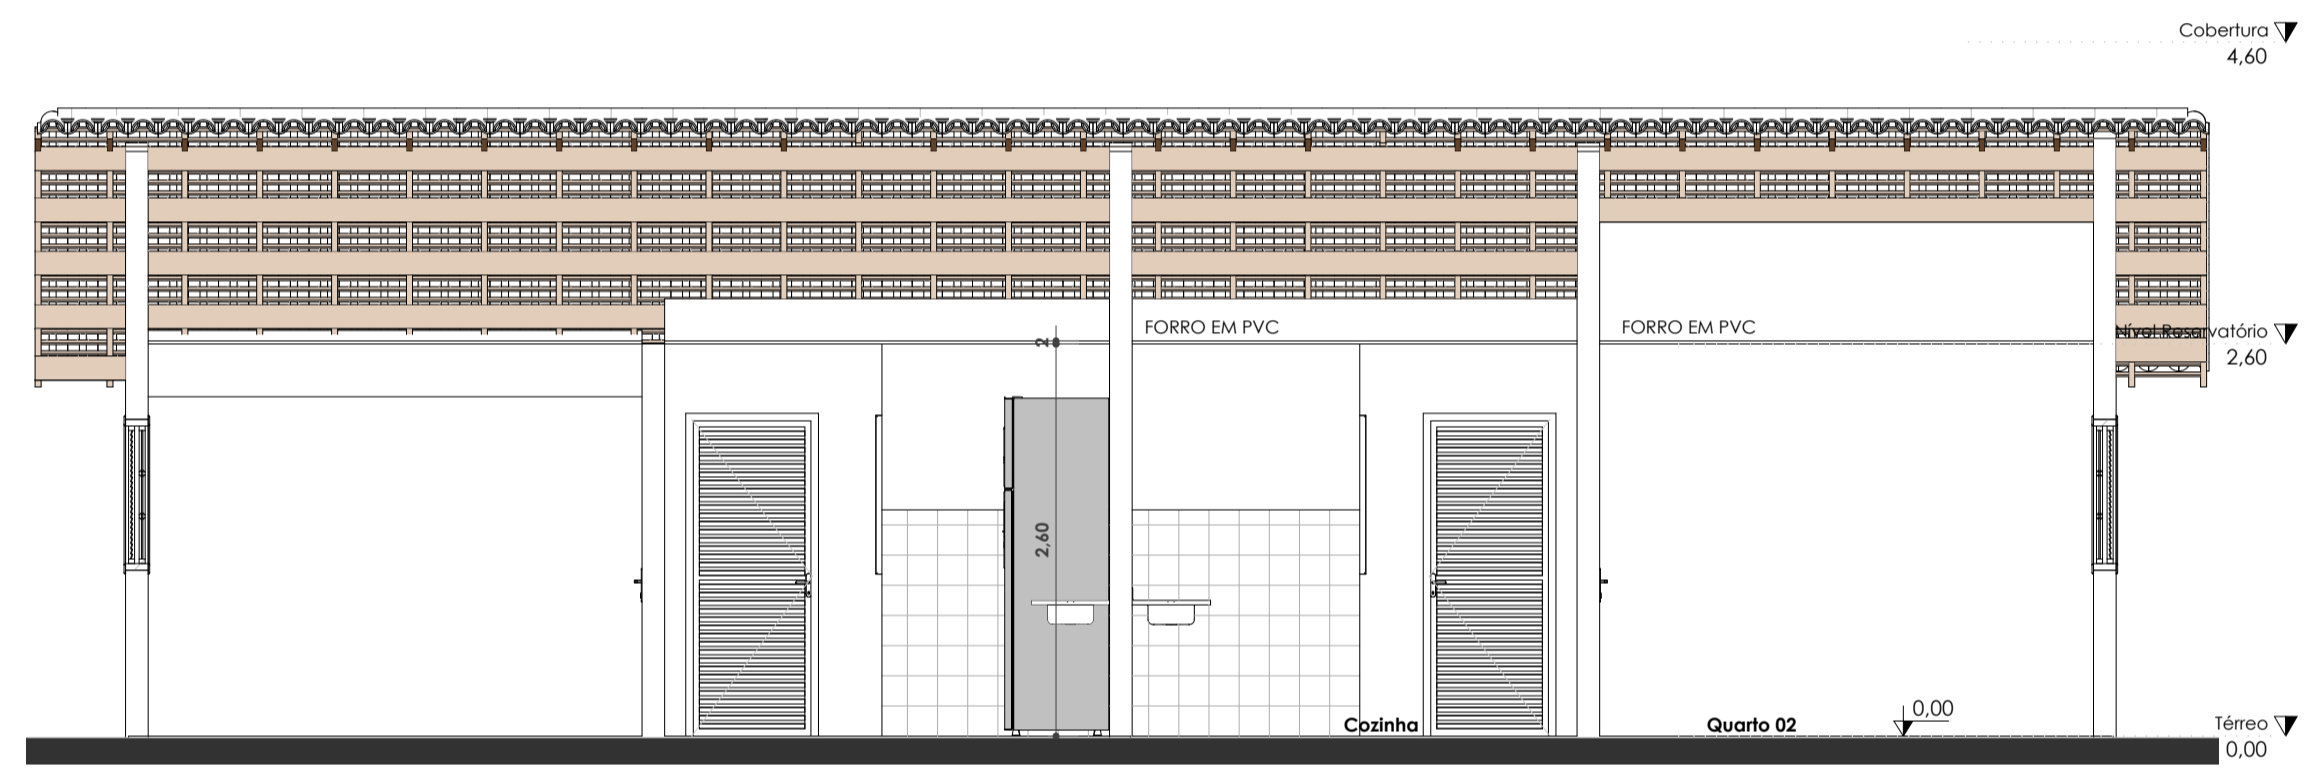 Cobertura
4,60
FORRO EM PVC
FORRO EM PVC
Nível Reservatório
2,60
2
2,60
Cozinha
Quarto 02
0,00
Térreo
0,00